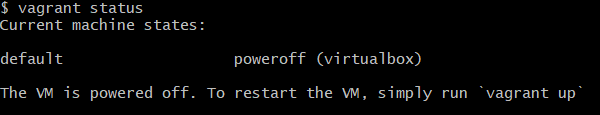 $ vagrant status
Current machine states:
default                   poweroff (virtualbox)
The VM is powered off. To restart the VM, simply run `vagrant up`